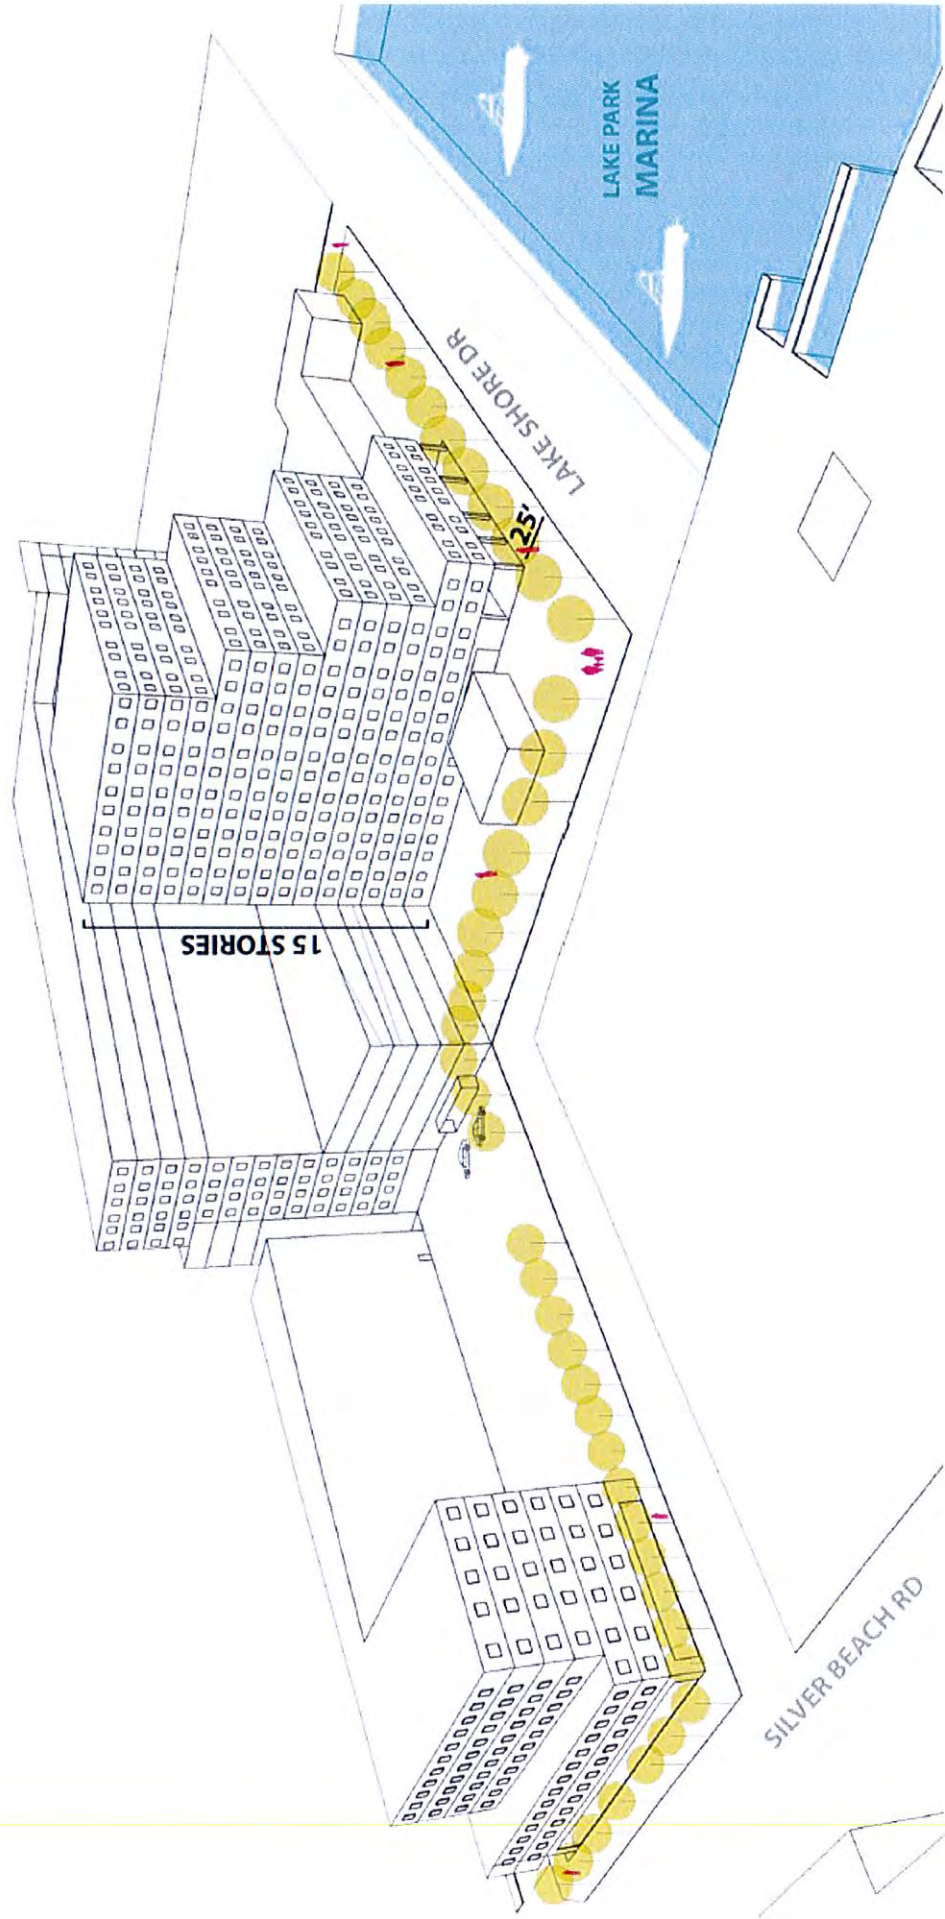 LAKE PARK
MARINA
LAKE SHORE DR
25'
15 STORIES
SILVER BEACH RD